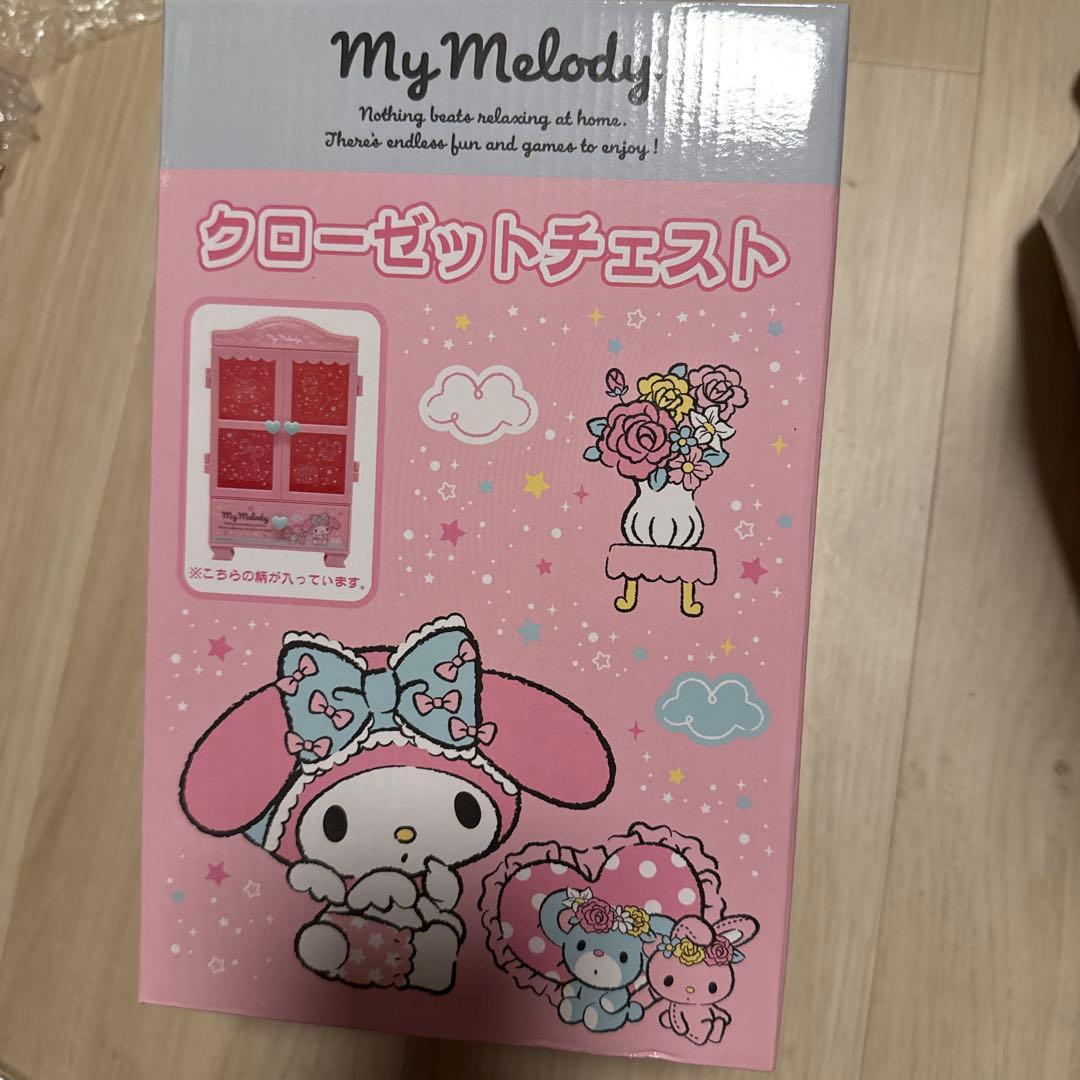 My Melody.
Nothing beats relaxing at home.
There's endless fun and games to enjoy!
クローゼットチェスト
My Melody
My Melody
※こちらの柄が入っています。